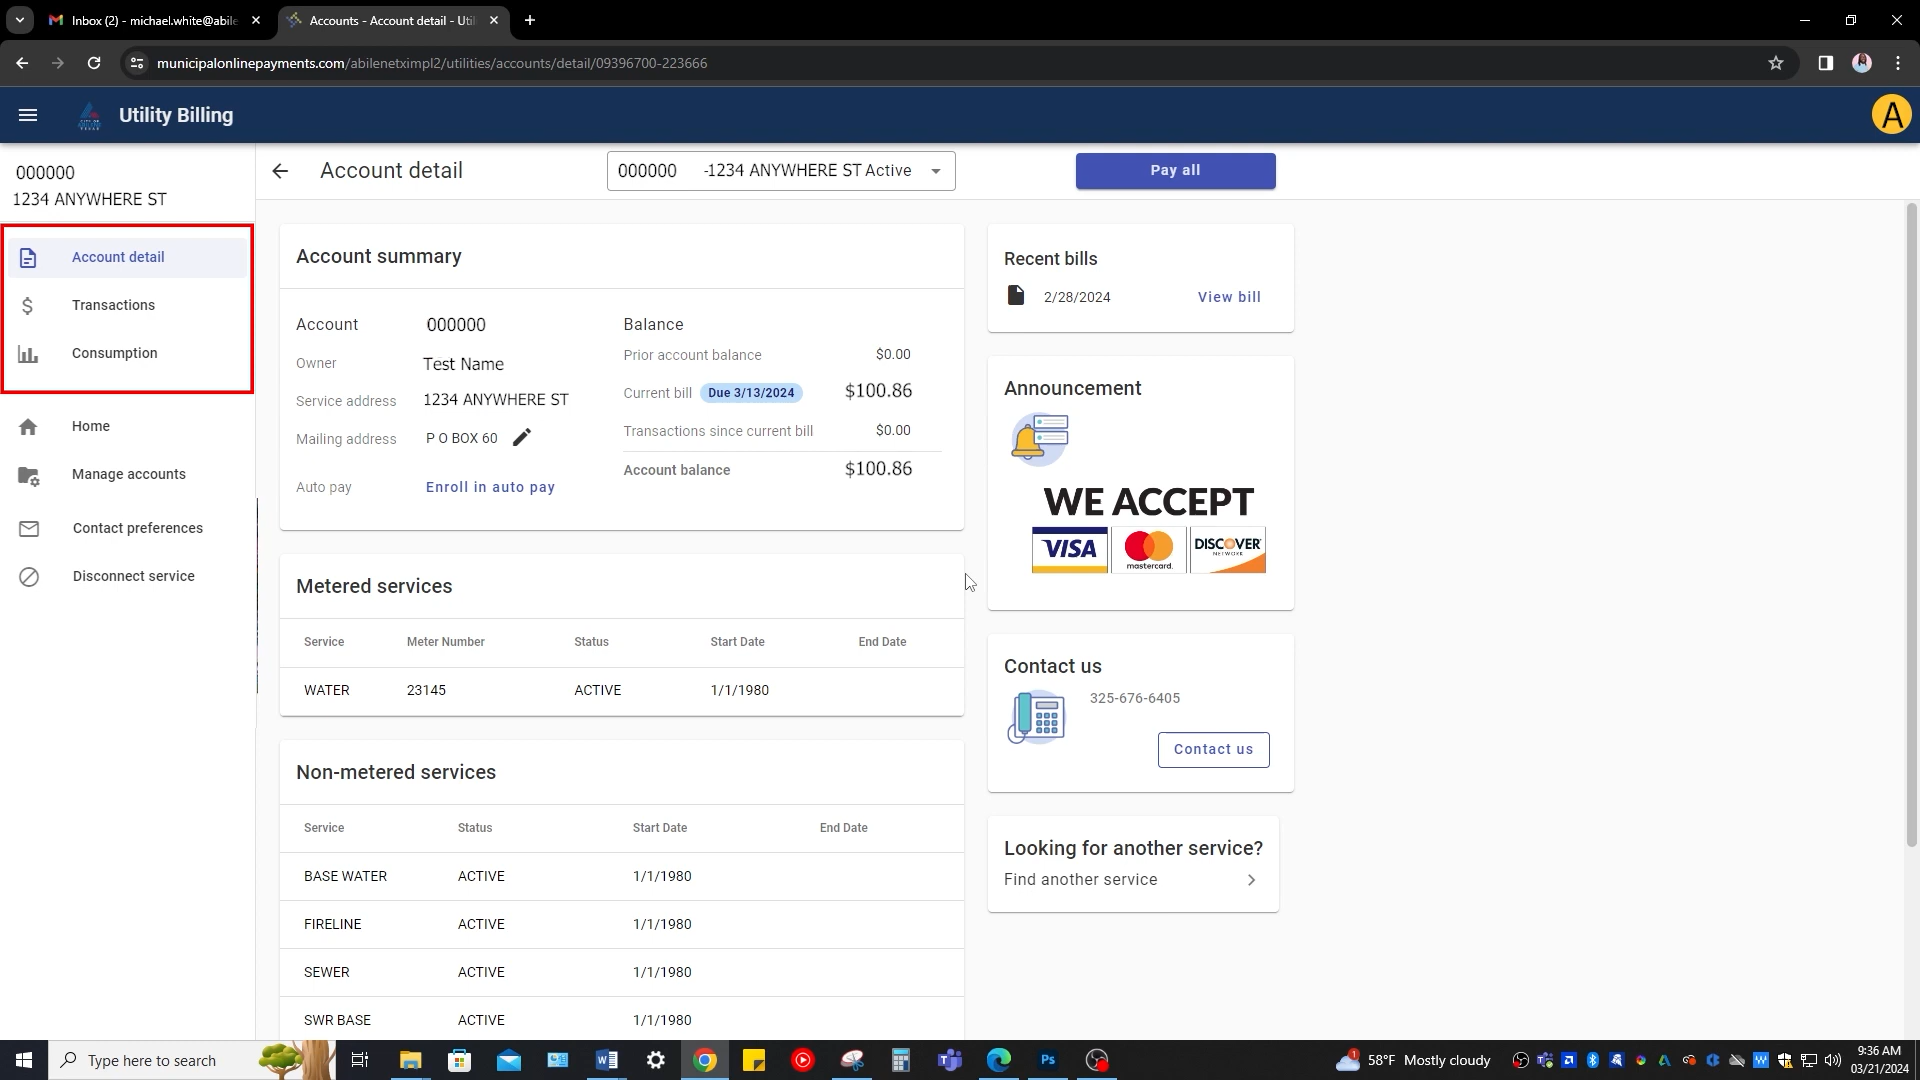 Inbox (2) - michael.white@abile
Accounts - Account detail - Uti
municipalonlinepayments.com/abilenetximpl2/utilities/accounts/detail/09396700-223666
Utility Billing
A
000000
1234 ANYWHERE ST
Account detail
Transactions
Consumption
Home
Manage accounts
Contact preferences
Disconnect service
Account detail
000000 -1234 ANYWHERE ST Active
Pay all
Account summary
Account 000000
Owner Test Name
Service address 1234 ANYWHERE ST
Mailing address P O BOX 60
Auto pay Enroll in auto pay
Balance
Prior account balance $0.00
Current bill Due 3/13/2024 $100.86
Transactions since current bill $0.00
Account balance $100.86
Metered services
Service Meter Number Status Start Date End Date
WATER 23145 ACTIVE 1/1/1980
Non-metered services
Service Status Start Date End Date
BASE WATER ACTIVE 1/1/1980
FIRELINE ACTIVE 1/1/1980
SEWER ACTIVE 1/1/1980
SWR BASE ACTIVE 1/1/1980
Recent bills
2/28/2024 View bill
Announcement
WE ACCEPT
VISA mastercard. DISCOVER NETWORK
Contact us
325-676-6405
Contact us
Looking for another service?
Find another service
Type here to search
Ps
1
58°F Mostly cloudy
9:36 AM
03/21/2024